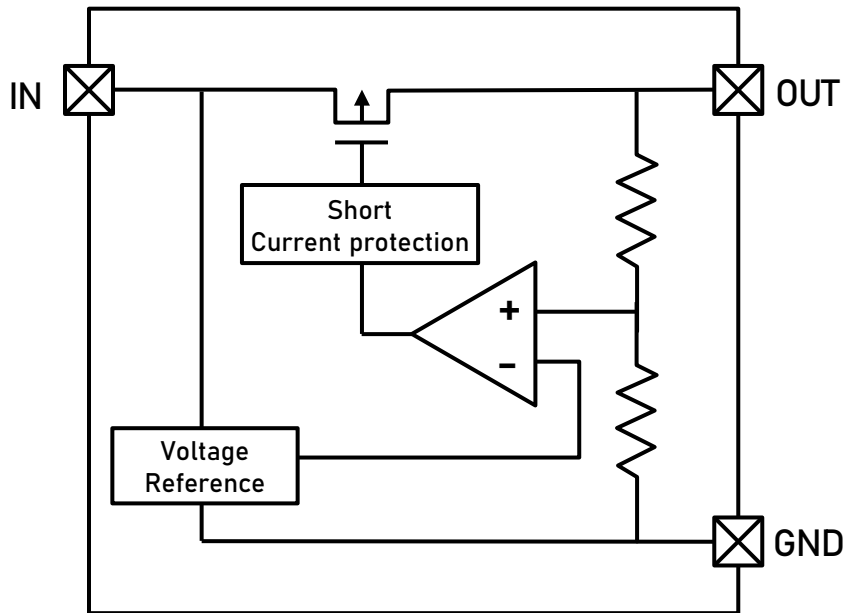 IN
OUT
Short
Current protection
+
-
Voltage
Reference
GND